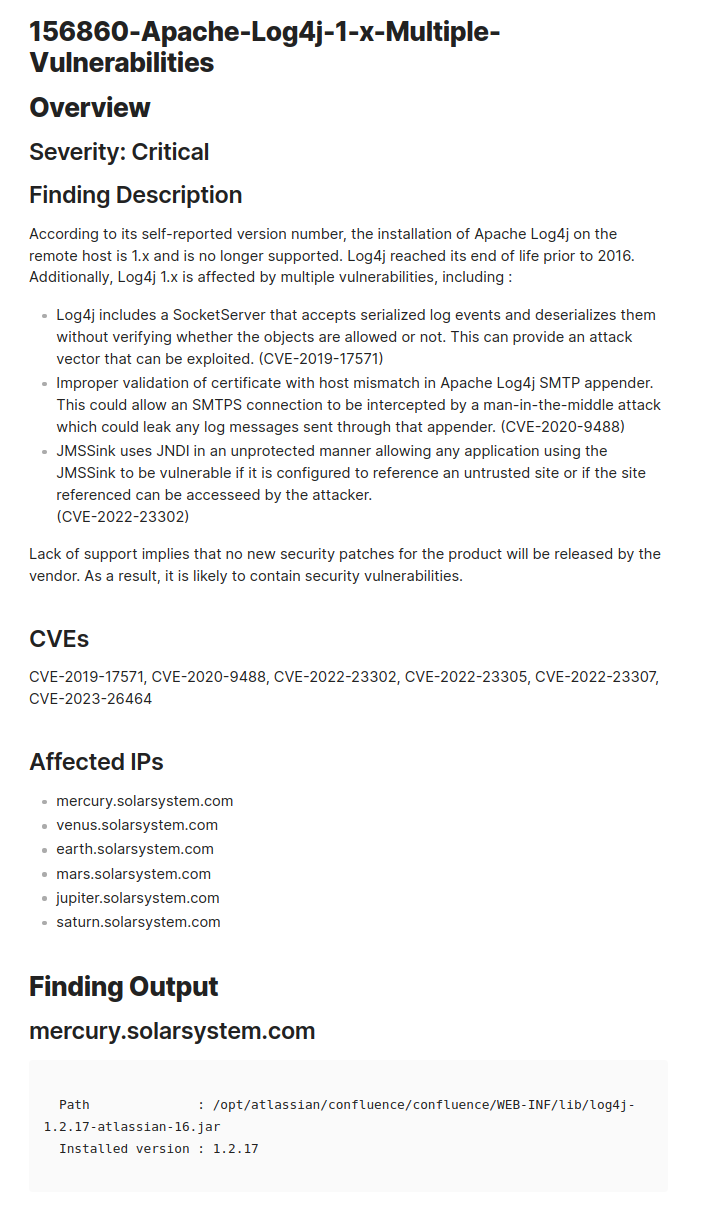 156860-Apache-Log4j-1-x-Multiple-
Vulnerabilities
Overview
Severity: Critical
Finding Description
According to its self-reported version number, the installation of Apache Log4j on the
remote host is 1.x and is no longer supported. Log4j reached its end of life prior to 2016.
Additionally, Log4j 1.x is affected by multiple vulnerabilities, including :
Log4j includes a SocketServer that accepts serialized log events and deserializes them
without verifying whether the objects are allowed or not. This can provide an attack
vector that can be exploited. (CVE-2019-17571)
Improper validation of certificate with host mismatch in Apache Log4j SMTP appender.
This could allow an SMTPS connection to be intercepted by a man-in-the-middle attack
which could leak any log messages sent through that appender. (CVE-2020-9488)
JMSSink uses JNDI in an unprotected manner allowing any application using the
JMSSink to be vulnerable if it is configured to reference an untrusted site or if the site
referenced can be accesseed by the attacker.
(CVE-2022-23302)
Lack of support implies that no new security patches for the product will be released by the
vendor. As a result, it is likely to contain security vulnerabilities.
CVEs
CVE-2019-17571, CVE-2020-9488, CVE-2022-23302, CVE-2022-23305, CVE-2022-23307,
CVE-2023-26464
Affected IPs
mercury.solarsystem.com
venus.solarsystem.com
earth.solarsystem.com
mars.solarsystem.com
jupiter.solarsystem.com
saturn.solarsystem.com
Finding Output
mercury.solarsystem.com
Path : /opt/atlassian/confluence/confluence/WEB-INF/lib/log4j-
1.2.17-atlassian-16.jar
Installed version : 1.2.17